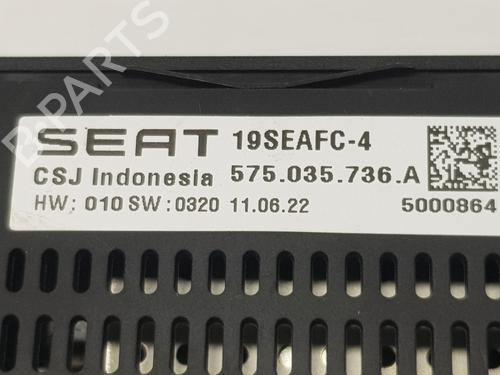 SEAT 19SEAFC-4
CSJ Indonesia 575.035.736.A
HW: 010 SW: 0320 11.06.22 5000864
B-PARTS